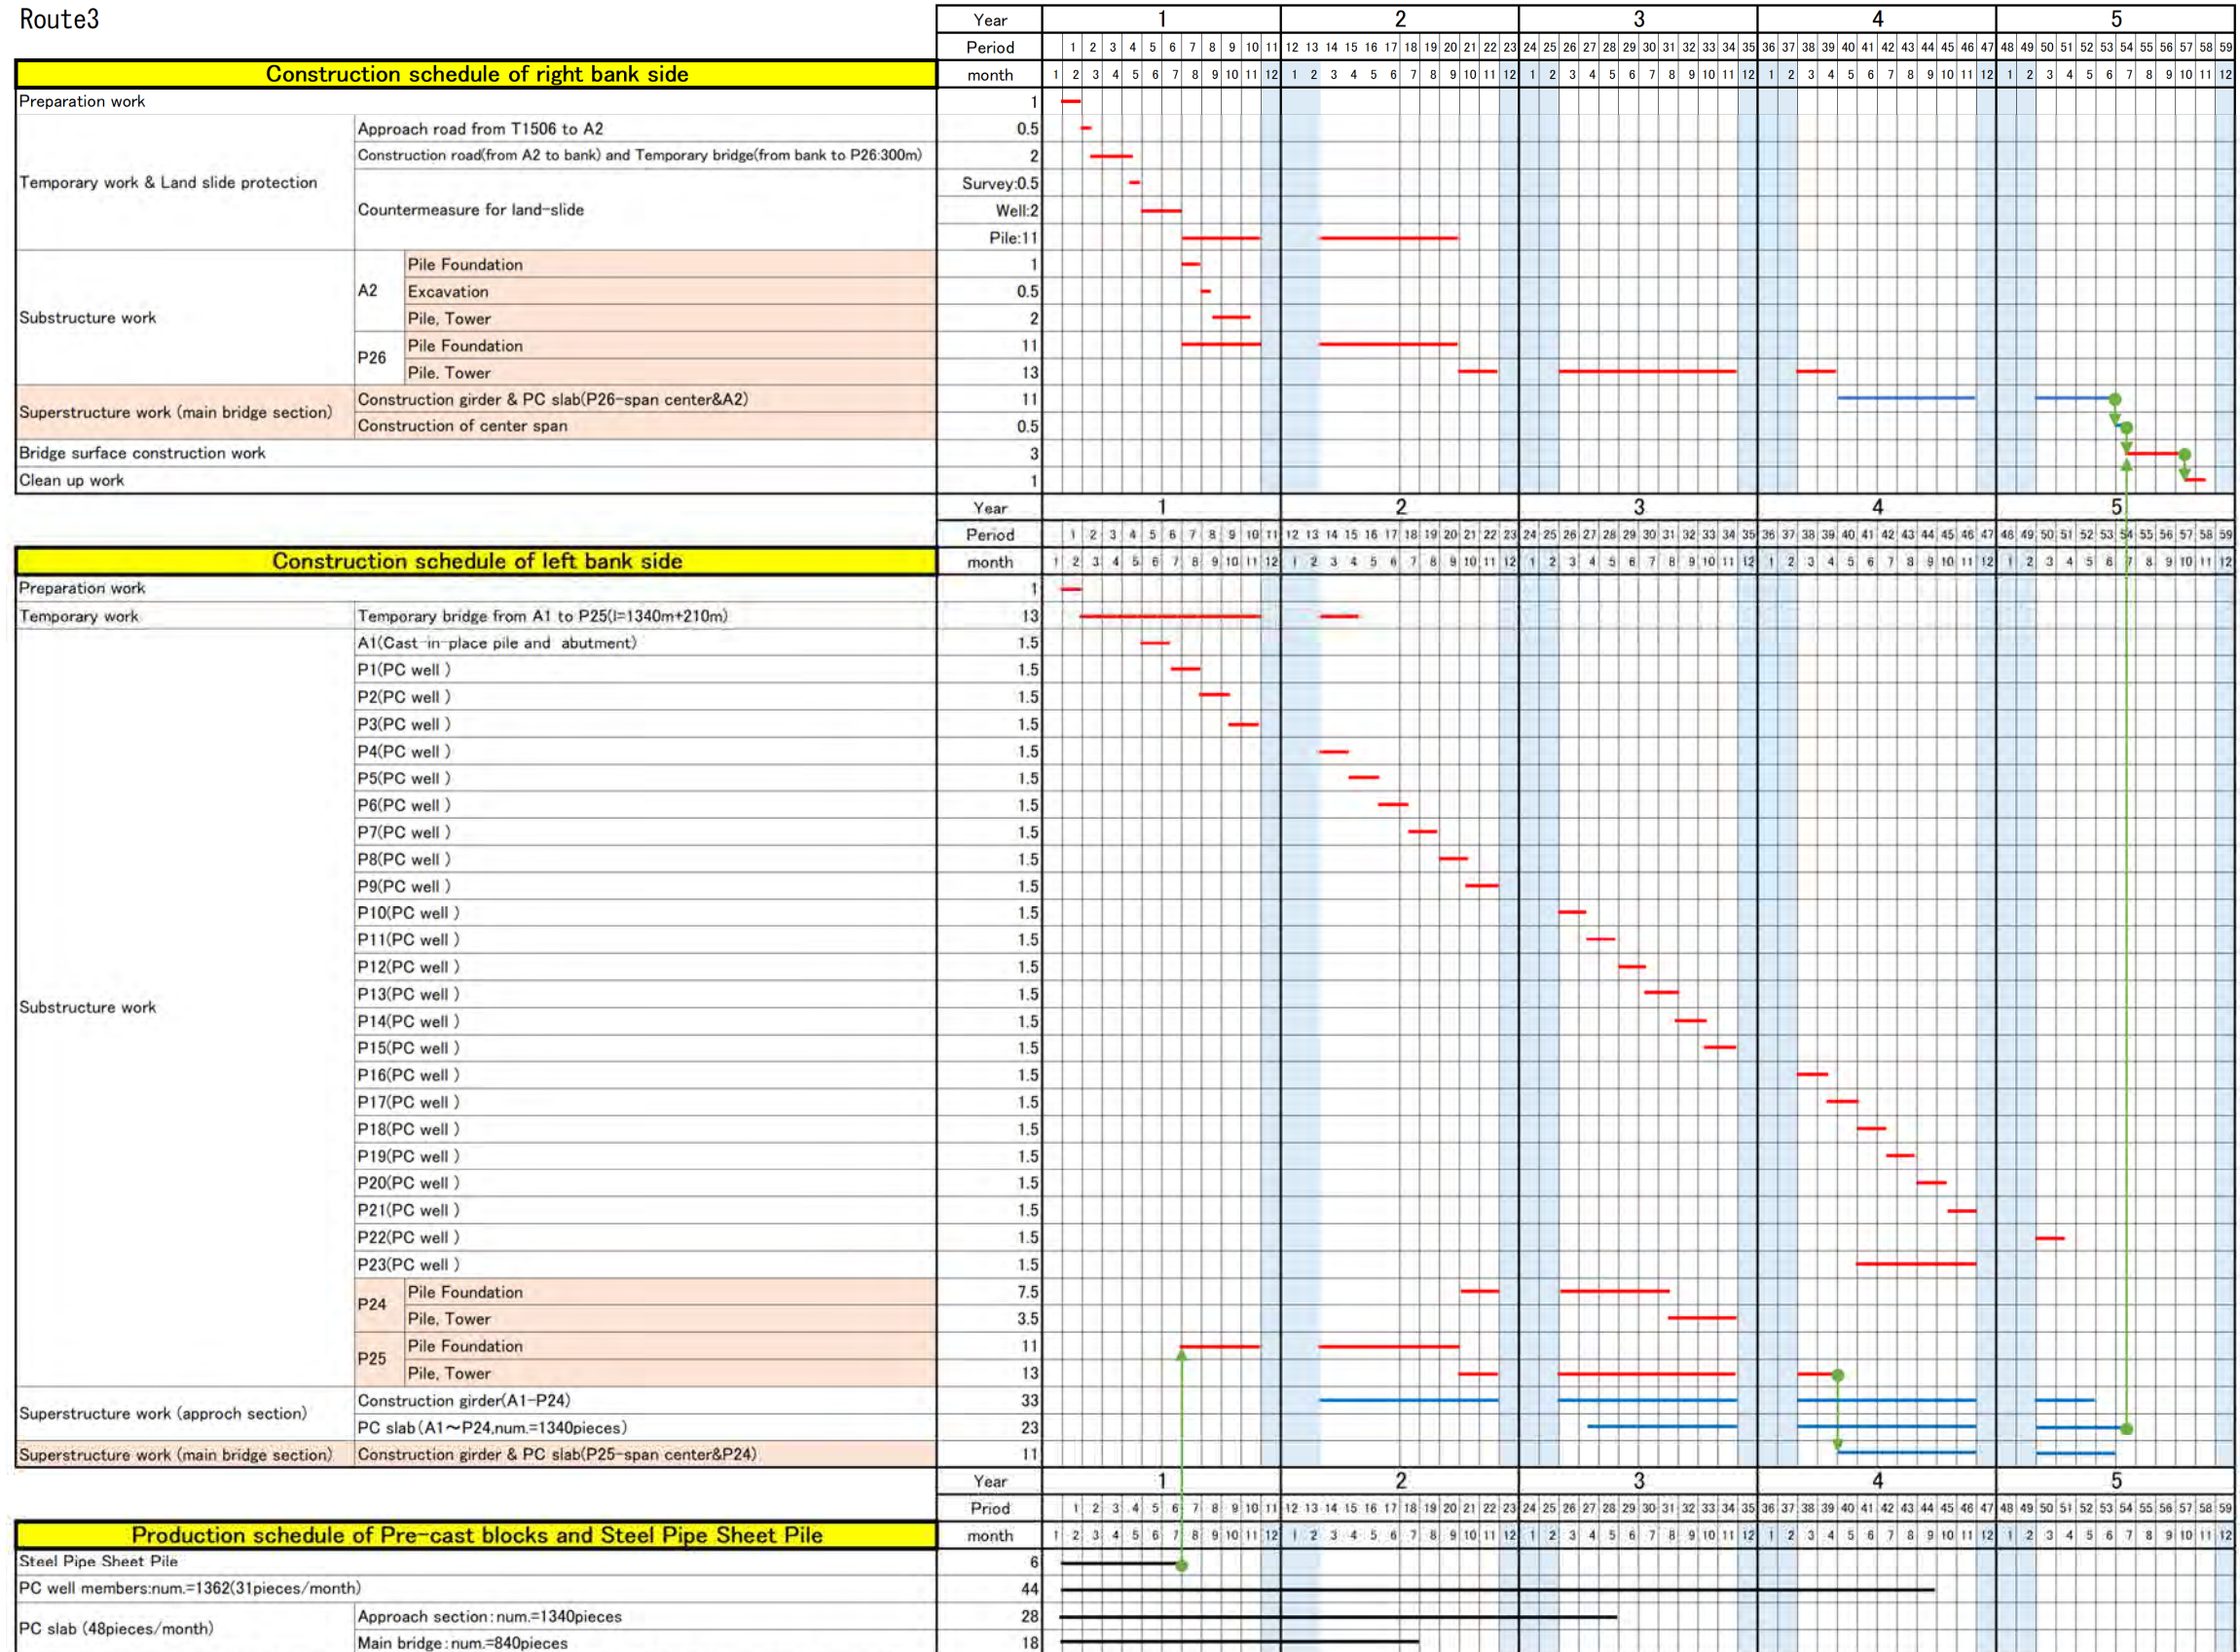 Route3
Year 1 2 3 4 5
Period 1 2 3 4 5 6 7 8 9 10 11 12 13 14 15 16 17 18 19 20 21 22 23 24 25 26 27 28 29 30 31 32 33 34 35 36 37 38 39 40 41 42 43 44 45 46 47 48 49 50 51 52 53 54 55 56 57 58 59
Construction schedule of right bank side month 1 2 3 4 5 6 7 8 9 10 11 12 1 2 3 4 5 6 7 8 9 10 11 12 1 2 3 4 5 6 7 8 9 10 11 12 1 2 3 4 5 6 7 8 9 10 11 12 1 2 3 4 5 6 7 8 9 10 11 12
Preparation work 1
Temporary work & Land slide protection
Approach road from T1506 to A2 0.5
Construction road(from A2 to bank) and Temporary bridge(from bank to P26:300m) 2
Countermeasure for land-slide
Survey:0.5
Well:2
Pile:11
Substructure work
A2
Pile Foundation 1
Excavation 0.5
Pile, Tower 2
P26
Pile Foundation 11
Pile. Tower 13
Superstructure work (main bridge section)
Construction girder & PC slab(P26-span center&A2) 11
Construction of center span 0.5
Bridge surface construction work 3
Clean up work 1
Year 1 2 3 4 5
Period 1 2 3 4 5 6 7 8 9 10 11 12 13 14 15 16 17 18 19 20 21 22 23 24 25 26 27 28 29 30 31 32 33 34 35 36 37 38 39 40 41 42 43 44 45 46 47 48 49 50 51 52 53 54 55 56 57 58 59
Construction schedule of left bank side month 1 2 3 4 5 6 7 8 9 10 11 12 1 2 3 4 5 6 7 8 9 10 11 12 1 2 3 4 5 6 7 8 9 10 11 12 1 2 3 4 5 6 7 8 9 10 11 12 1 2 3 4 5 6 7 8 9 10 11 12
Preparation work 1
Temporary work Temporary bridge from A1 to P25(l=1340m+210m) 13
Substructure work
A1(Cast-in-place pile and abutment) 1.5
P1(PC well ) 1.5
P2(PC well ) 1.5
P3(PC well ) 1.5
P4(PC well ) 1.5
P5(PC well ) 1.5
P6(PC well ) 1.5
P7(PC well ) 1.5
P8(PC well ) 1.5
P9(PC well ) 1.5
P10(PC well ) 1.5
P11(PC well ) 1.5
P12(PC well ) 1.5
P13(PC well ) 1.5
P14(PC well ) 1.5
P15(PC well ) 1.5
P16(PC well ) 1.5
P17(PC well ) 1.5
P18(PC well ) 1.5
P19(PC well ) 1.5
P20(PC well ) 1.5
P21(PC well ) 1.5
P22(PC well ) 1.5
P23(PC well ) 1.5
P24
Pile Foundation 7.5
Pile, Tower 3.5
P25
Pile Foundation 11
Pile, Tower 13
Superstructure work (approch section)
Construction girder(A1-P24) 33
PC slab(A1～P24,num.=1340pieces) 23
Superstructure work (main bridge section) Construction girder & PC slab(P25-span center&P24) 11
Year 1 2 3 4 5
Priod 1 2 3 4 5 6 7 8 9 10 11 12 13 14 15 16 17 18 19 20 21 22 23 24 25 26 27 28 29 30 31 32 33 34 35 36 37 38 39 40 41 42 43 44 45 46 47 48 49 50 51 52 53 54 55 56 57 58 59
Production schedule of Pre-cast blocks and Steel Pipe Sheet Pile month 1 2 3 4 5 6 7 8 9 10 11 12 1 2 3 4 5 6 7 8 9 10 11 12 1 2 3 4 5 6 7 8 9 10 11 12 1 2 3 4 5 6 7 8 9 10 11 12 1 2 3 4 5 6 7 8 9 10 11 12
Steel Pipe Sheet Pile 6
PC well members:num.=1362(31pieces/month) 44
PC slab (48pieces/month)
Approach section:num.=1340pieces 28
Main bridge:num.=840pieces 18